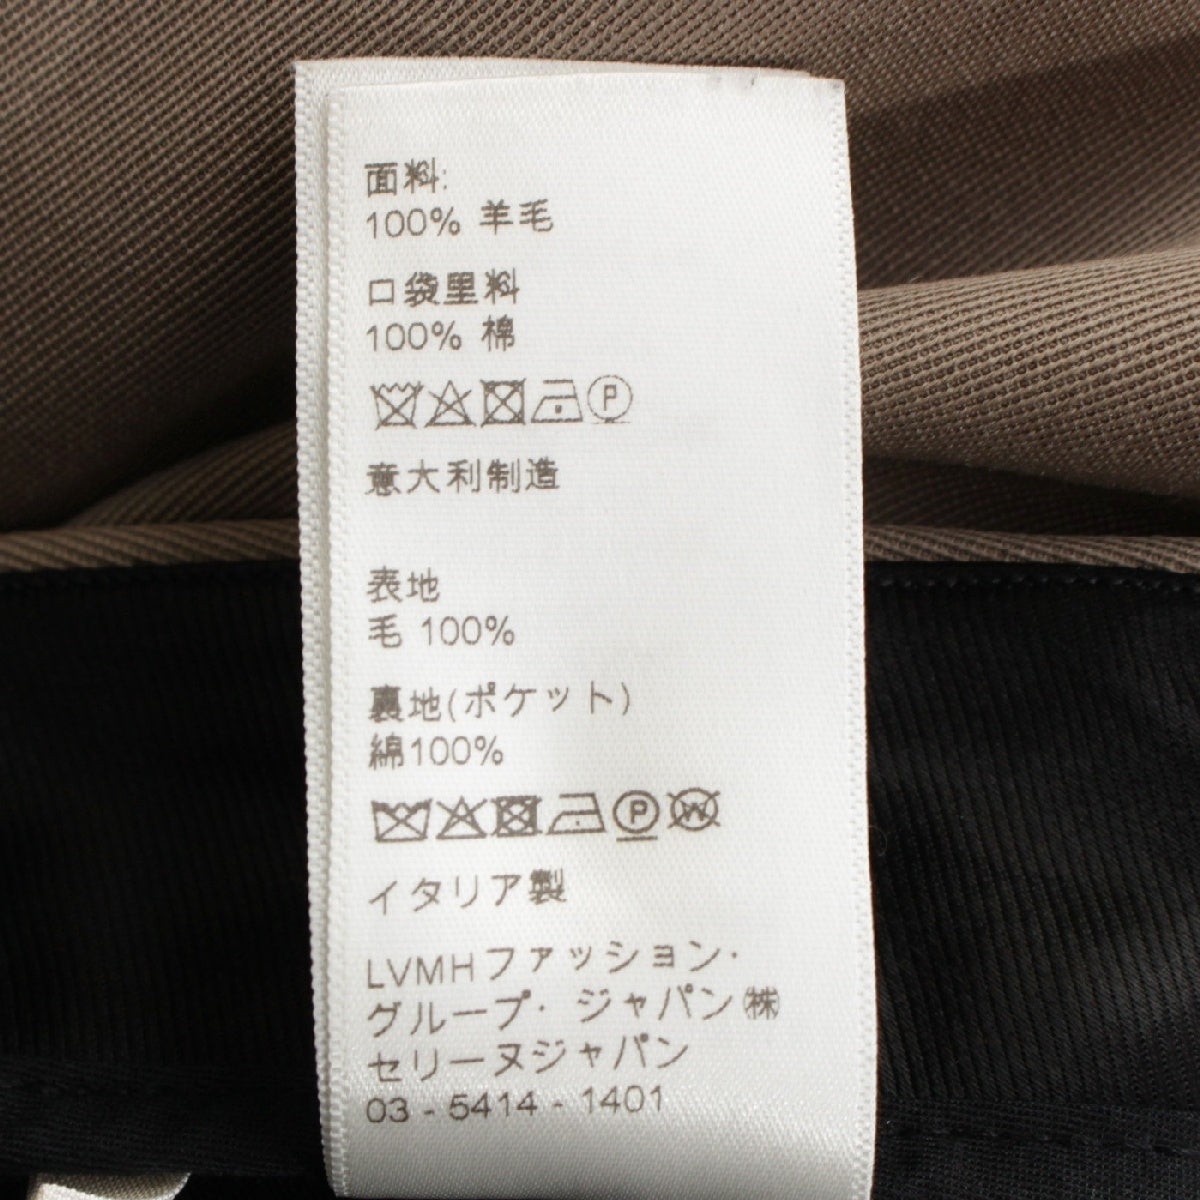 面料:
100% 羊毛
口袋里料
100% 棉
P
意大利制造
表地
毛 100%
裏地(ポケット)
綿100%
P W
イタリア製
LVMHファッション・
グループ・ジャパン㈱
セリーヌジャパン
03 - 5414 - 1401